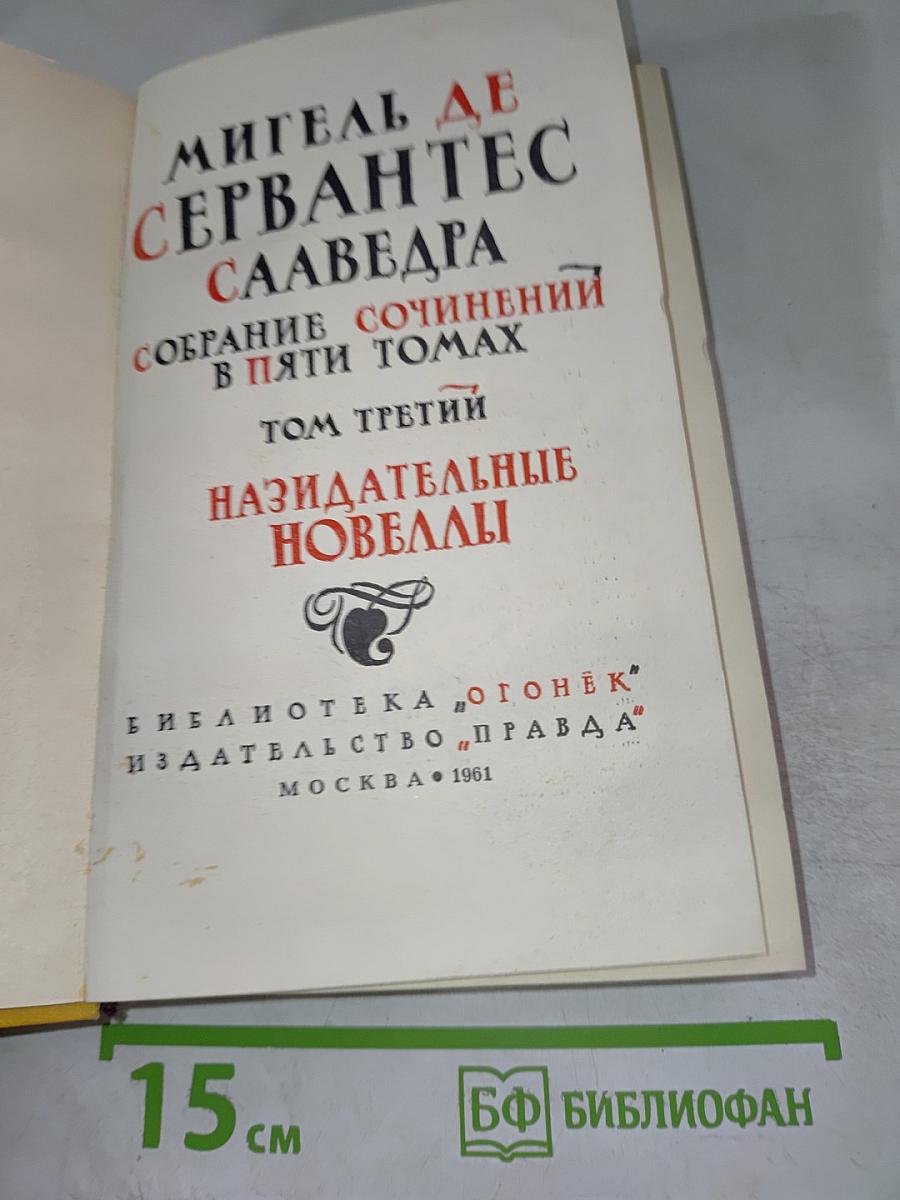 МИГЕЛЬ ДЕ
СЕРВАНТЕС
СААВЕДРА
СОБРАНИЕ СОЧИНЕНИЙ
В ПЯТИ ТОМАХ
ТОМ ТРЕТИЙ
НАЗИДАТЕЛЬНЫЕ
НОВЕЛЛЫ
БИБЛИОТЕКА „ОГОНЁК"
ИЗДАТЕЛЬСТВО „ПРАВДА"
МОСКВА • 1961
15 см
БФ БИБЛИОФАН